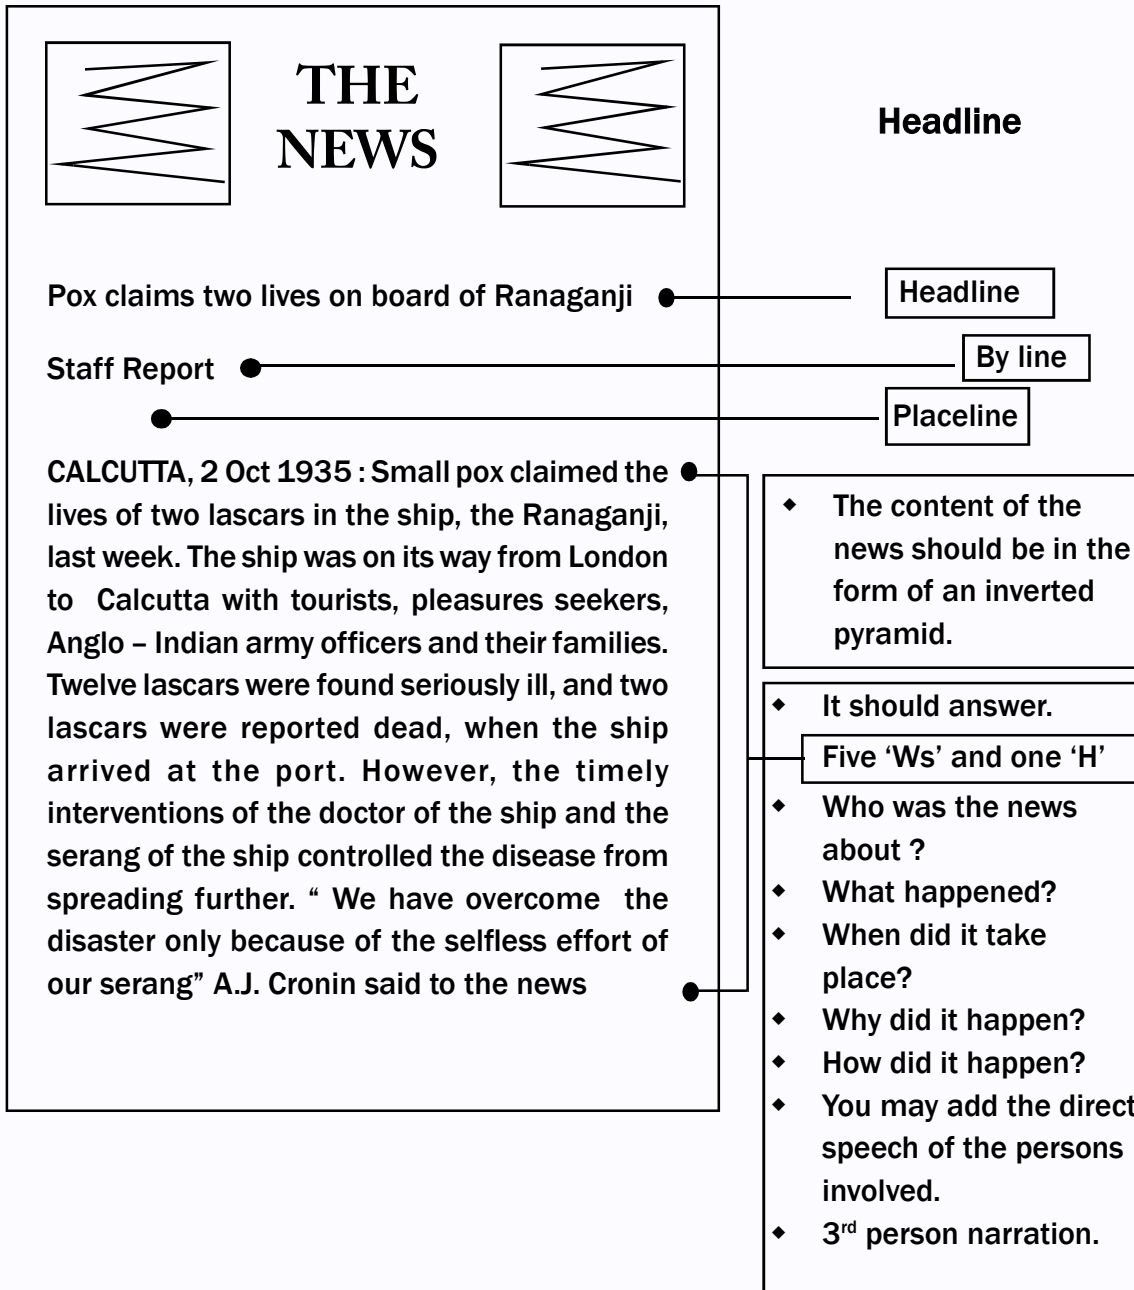 THE
NEWS
Headline
Pox claims two lives on board of Ranaganji
Headline
Staff Report
By line
Placeline
CALCUTTA, 2 Oct 1935 : Small pox claimed the
lives of two lascars in the ship, the Ranaganji,
last week. The ship was on its way from London
to Calcutta with tourists, pleasures seekers,
Anglo – Indian army officers and their families.
Twelve lascars were found seriously ill, and two
lascars were reported dead, when the ship
arrived at the port. However, the timely
interventions of the doctor of the ship and the
serang of the ship controlled the disease from
spreading further. “ We have overcome the
disaster only because of the selfless effort of
our serang” A.J. Cronin said to the news
◆ The content of the
news should be in the
form of an inverted
pyramid.
◆ It should answer.
Five ‘Ws’ and one ‘H’
◆ Who was the news
about ?
◆ What happened?
◆ When did it take
place?
◆ Why did it happen?
◆ How did it happen?
◆ You may add the direct
speech of the persons
involved.
◆ 3rd person narration.